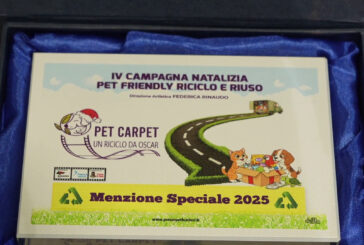 IV CAMPAGNA NATALIZIA
PET FRIENDLY RICICLO E RIUSO
Direzione Artistica FEDERICA RINAUDO
PET CARPET
UN RICICLO DA OSCAR
Menzione Speciale 2025